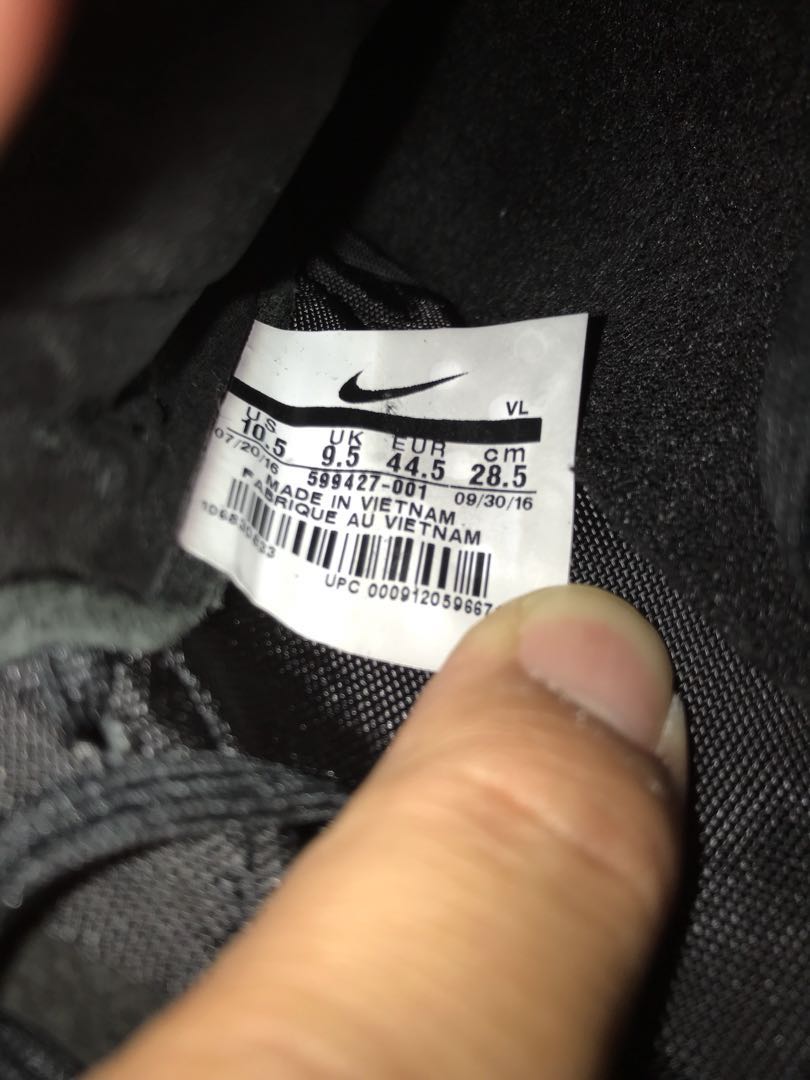 VL
US UK EUR cm
10.5 9.5 44.5 28.5
07/20/16 599427-001 09/30/16
MADE IN VIETNAM
FABRIQUE AU VIETNAM
UPC 00091205966